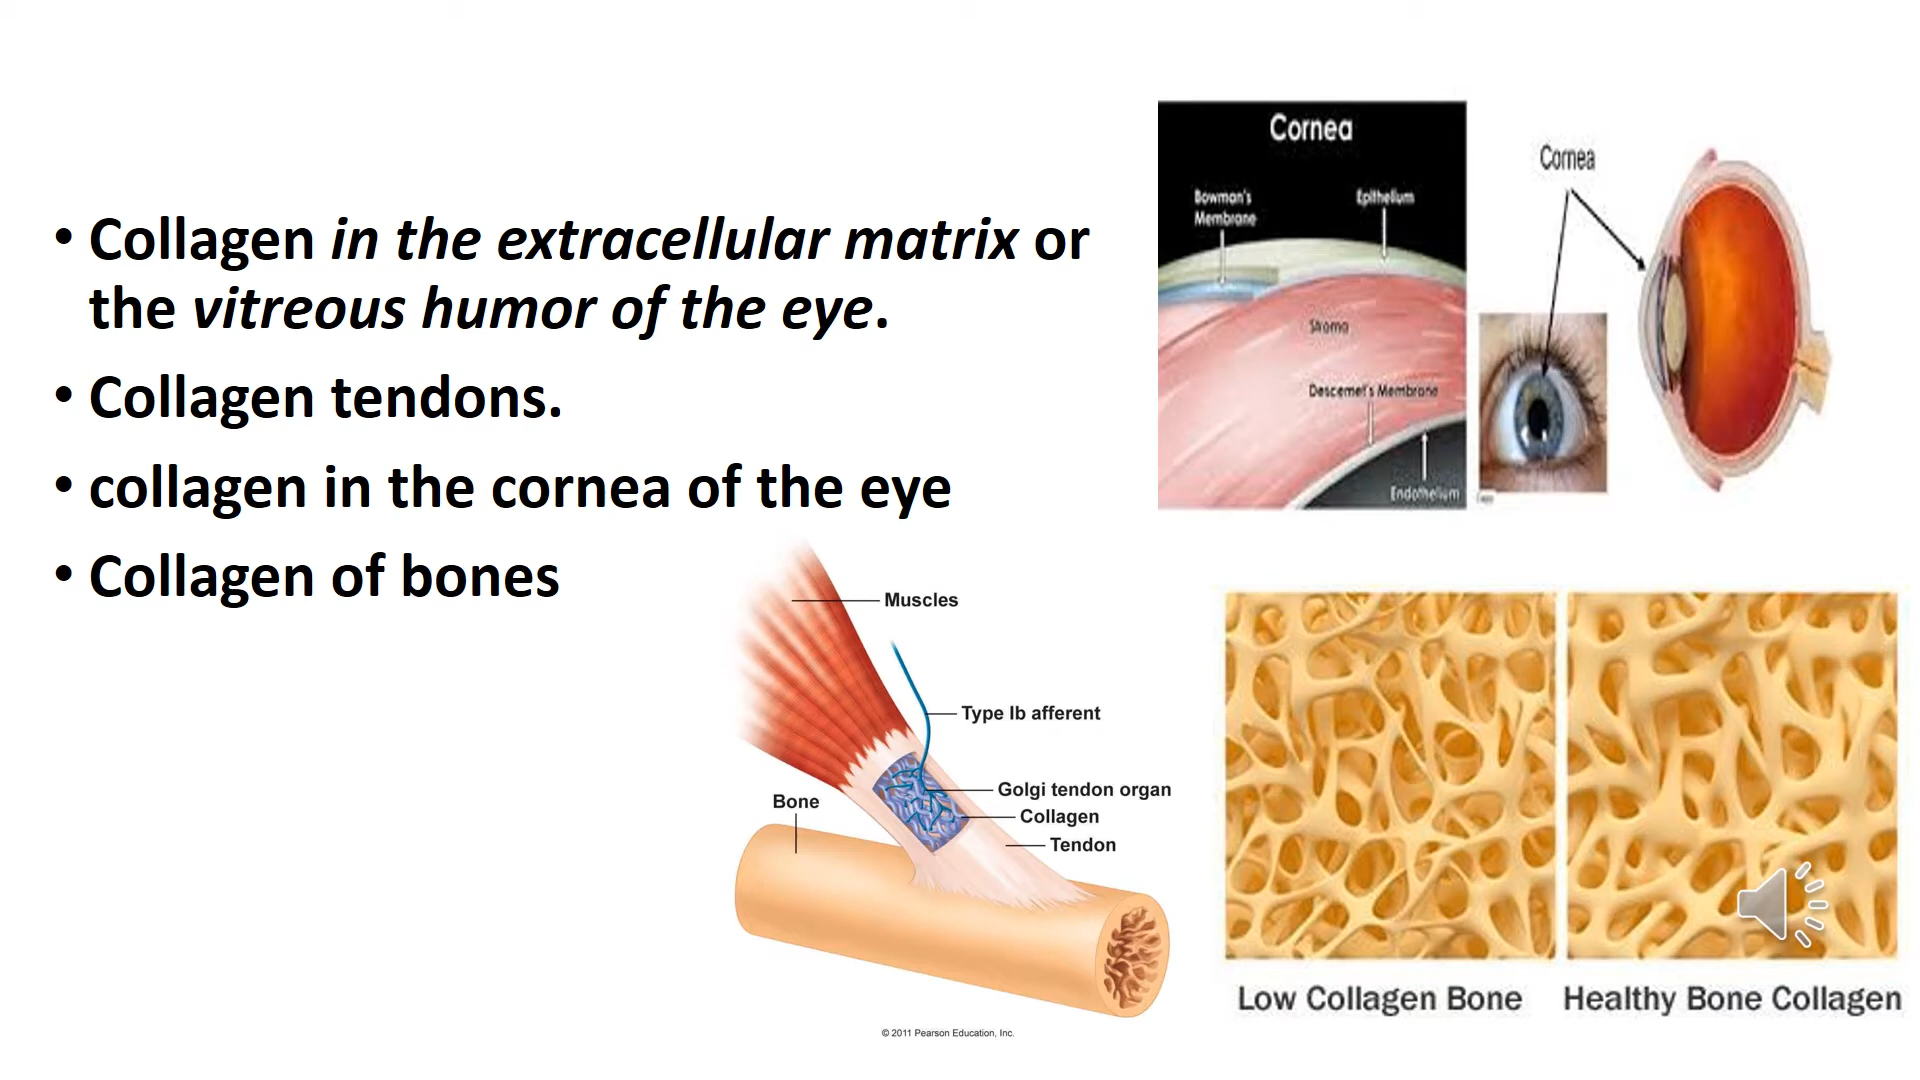 • Collagen in the extracellular matrix or
the vitreous humor of the eye.
• Collagen tendons.
• collagen in the cornea of the eye
• Collagen of bones
Cornea
Bowman's
Membrane
Epithelium
Stroma
Descemet's Membrane
Endothelium
Cornea
Muscles
Type Ib afferent
Golgi tendon organ
Collagen
Tendon
Bone
© 2011 Pearson Education, Inc.
Low Collagen Bone
Healthy Bone Collagen